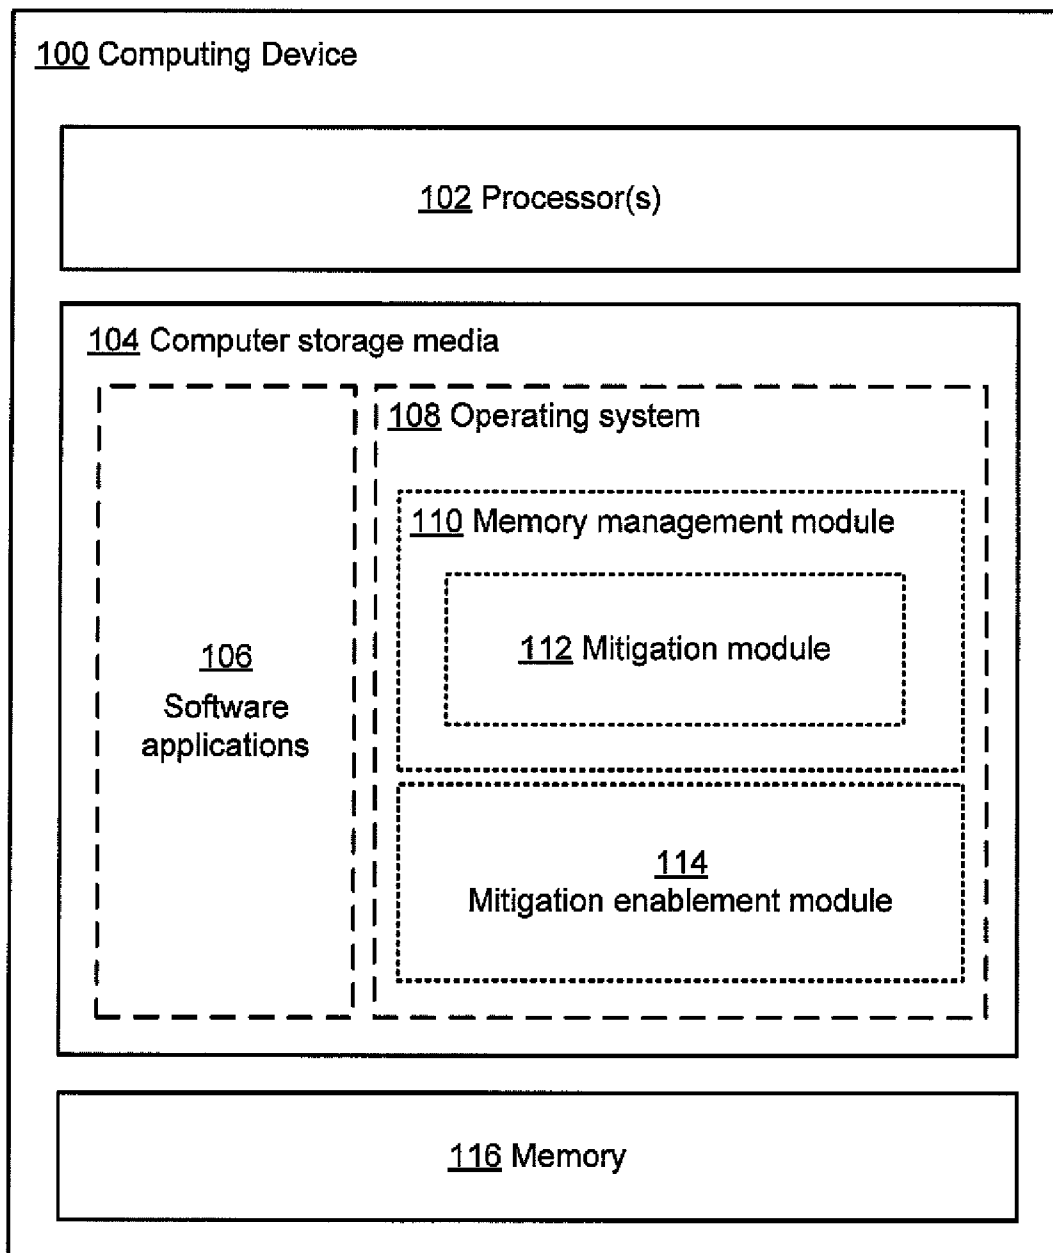 100 Computing Device
102 Processor(s)
104 Computer storage media
108 Operating system
110 Memory management module
112 Mitigation module
106
Software
applications
114
Mitigation enablement module
116 Memory